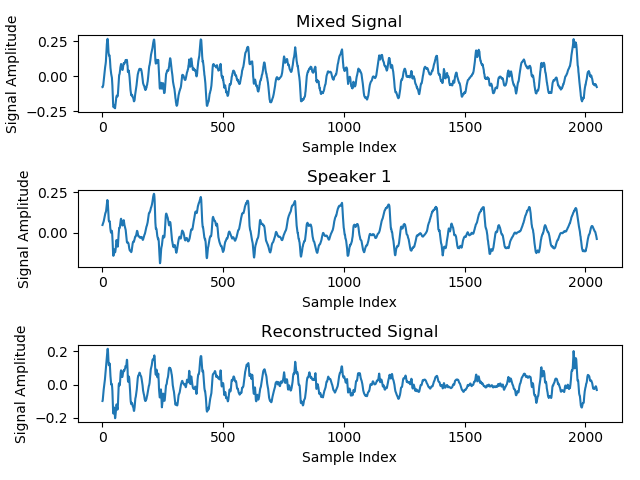 Mixed Signal
Signal Amplitude
0.25
0.00
−0.25
0
500
1000
1500
2000
Sample Index
Speaker 1
Signal Amplitude
0.25
0.00
0
500
1000
1500
2000
Sample Index
Reconstructed Signal
Signal Amplitude
0.2
0.0
−0.2
0
500
1000
1500
2000
Sample Index